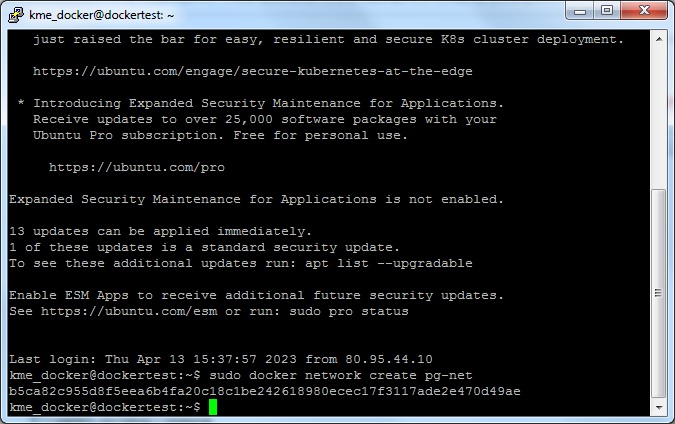 kme_docker@dockertest: ~
just raised the bar for easy, resilient and secure K8s cluster deployment.
https://ubuntu.com/engage/secure-kubernetes-at-the-edge
* Introducing Expanded Security Maintenance for Applications.
Receive updates to over 25,000 software packages with your
Ubuntu Pro subscription. Free for personal use.
https://ubuntu.com/pro
Expanded Security Maintenance for Applications is not enabled.
13 updates can be applied immediately.
1 of these updates is a standard security update.
To see these additional updates run: apt list --upgradable
Enable ESM Apps to receive additional future security updates.
See https://ubuntu.com/esm or run: sudo pro status
Last login: Thu Apr 13 15:37:57 2023 from 80.95.44.10
kme_docker@dockertest:~$ sudo docker network create pg-net
b5ca82c955d8f5eea6b4fa20c18c1be242618980ecec17f3117ade2e470d49ae
kme_docker@dockertest:~$